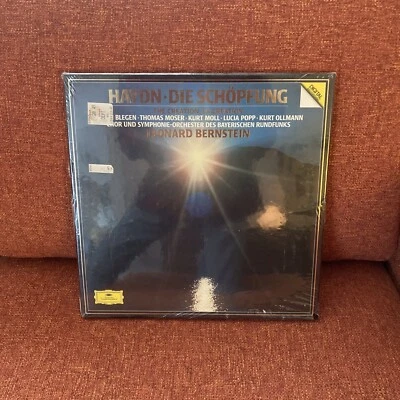 HAYDN · DIE SCHÖPFUNG
BLEGEN · THOMAS MOSER · KURT MOLL · LUCIA POPP · KURT OLLMANN
CHOR UND SYMPHONIE-ORCHESTER DES BAYERISCHEN RUNDFUNKS
LEONARD BERNSTEIN
DIGITAL